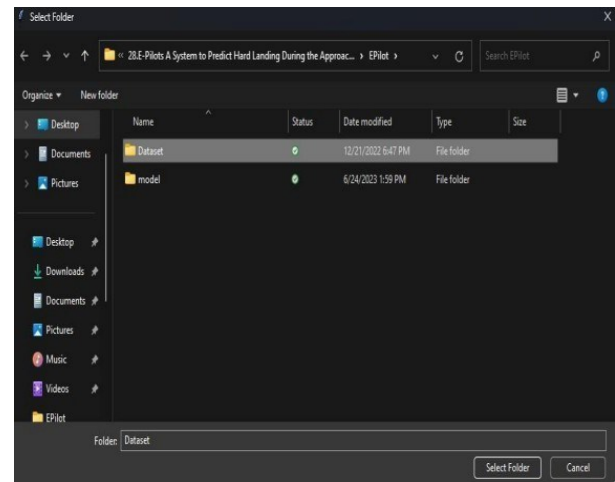 Select Folder
X
« 28.E-Pilots A System to Predict Hard Landing During the Approac... › EPilot ›
Search EPilot
Organize
New folder
Name
Status
Date modified
Type
Size
Desktop
Documents
Pictures
Dataset
12/21/2022 6:47 PM
File folder
model
6/24/2023 1:59 PM
File folder
Desktop
Downloads
Documents
Pictures
Music
Videos
EPilot
Folder:
Dataset
Select Folder
Cancel